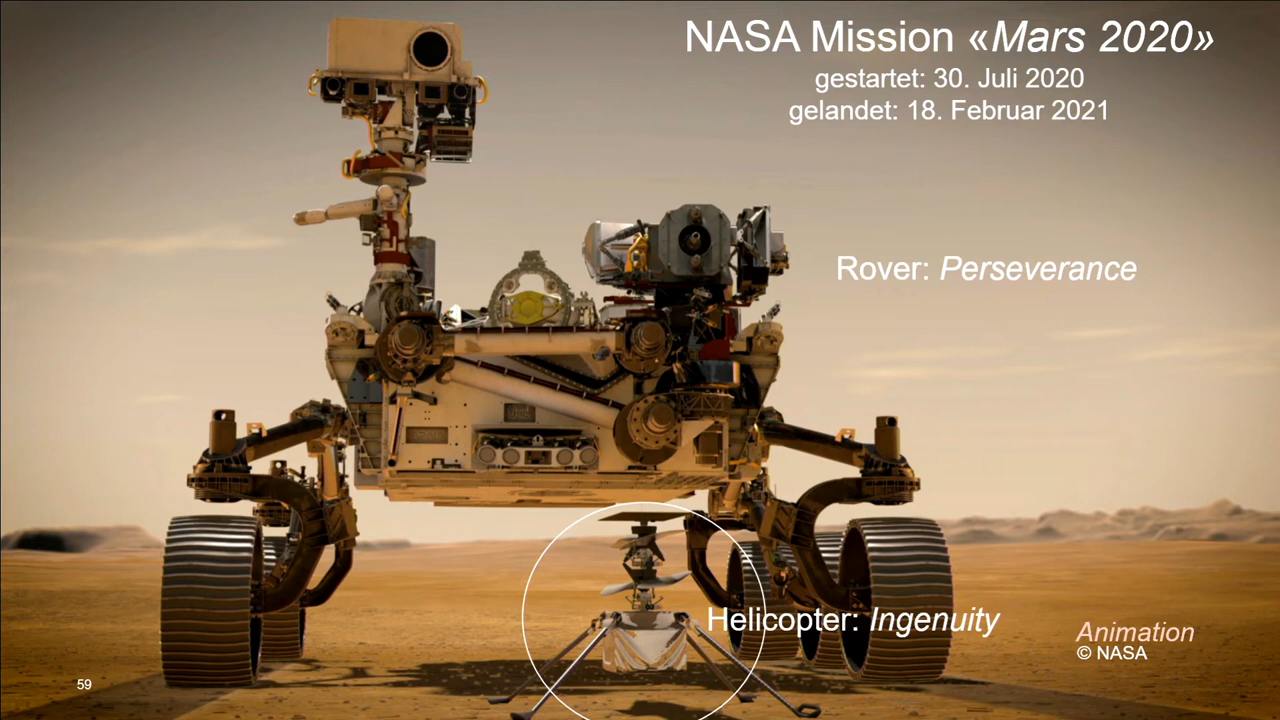 NASA Mission «Mars 2020»
gestartet: 30. Juli 2020
gelandet: 18. Februar 2021
Rover: Perseverance
Helicopter: Ingenuity
Animation
© NASA
59